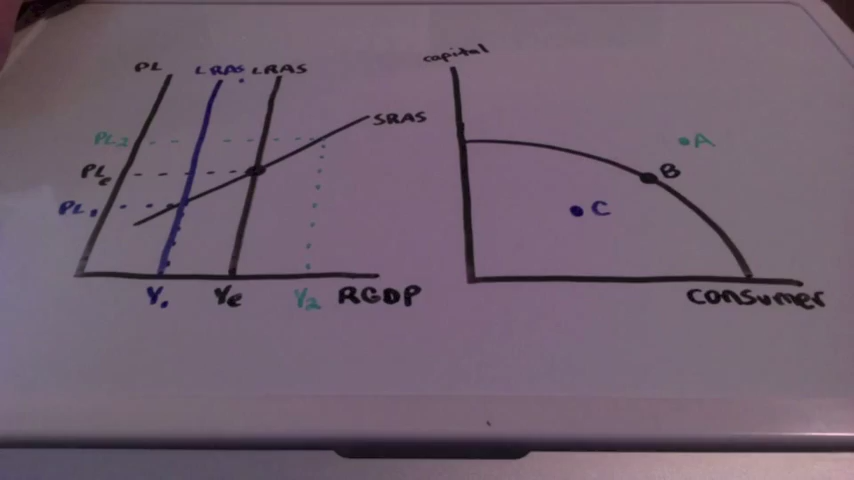 PL
LRAS
LRAS
SRAS
PL2
PLe
PL1
Y1
Ye
Y2
RGDP
capital
A
B
C
consumer